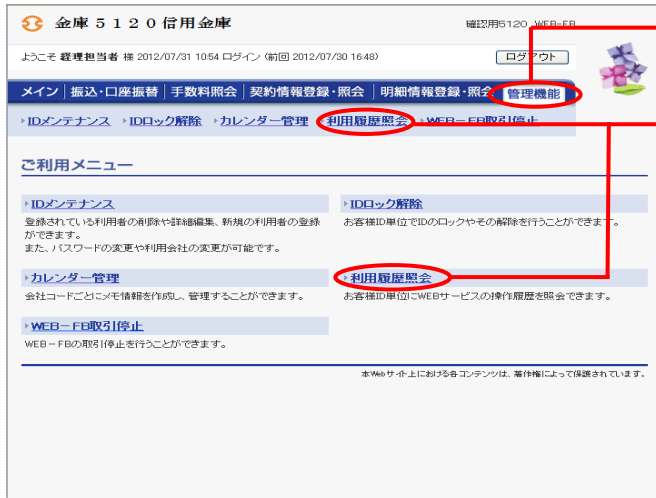 金庫５１２０信用金庫
確認用5120 WEB-FB
ようこそ 経理担当者 様 2012/07/31 10:54 ログイン (前回 2012/07/30 16:48)
ログアウト
メイン 振込・口座振替 手数料照会 契約情報登録・照会 明細情報登録・照会 管理機能
IDメンテナンス IDロック解除 カレンダー管理 利用履歴照会 WEB－FB取引停止
ご利用メニュー
IDメンテナンス
登録されている利用者の削除や詳細編集、新規の利用者の登録
ができます。
また、パスワードの変更や利用会社の変更が可能です。
IDロック解除
お客様ID単位でIDのロックやその解除を行うことができます。
カレンダー管理
会社コードごとにメモ情報を作成し、管理することができます。
利用履歴照会
お客様ID単位にWEBサービスの操作履歴を照会できます。
WEB－FB取引停止
WEB－FBの取引停止を行うことができます。
本Webサイト上における各コンテンツは、著作権によって保護されています。